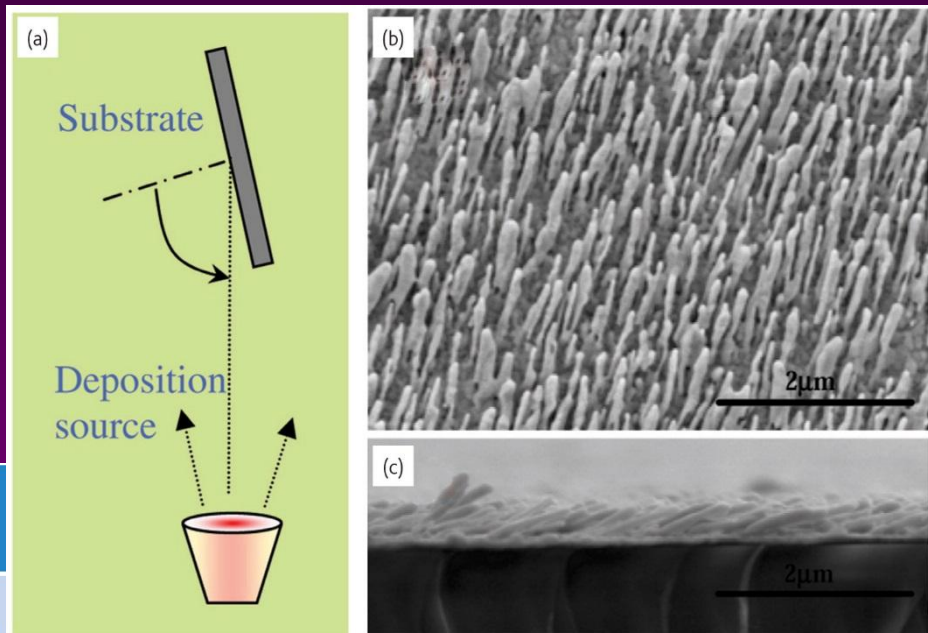 (a)
Substrate
Deposition
source
(b)
2μm
(c)
2μm